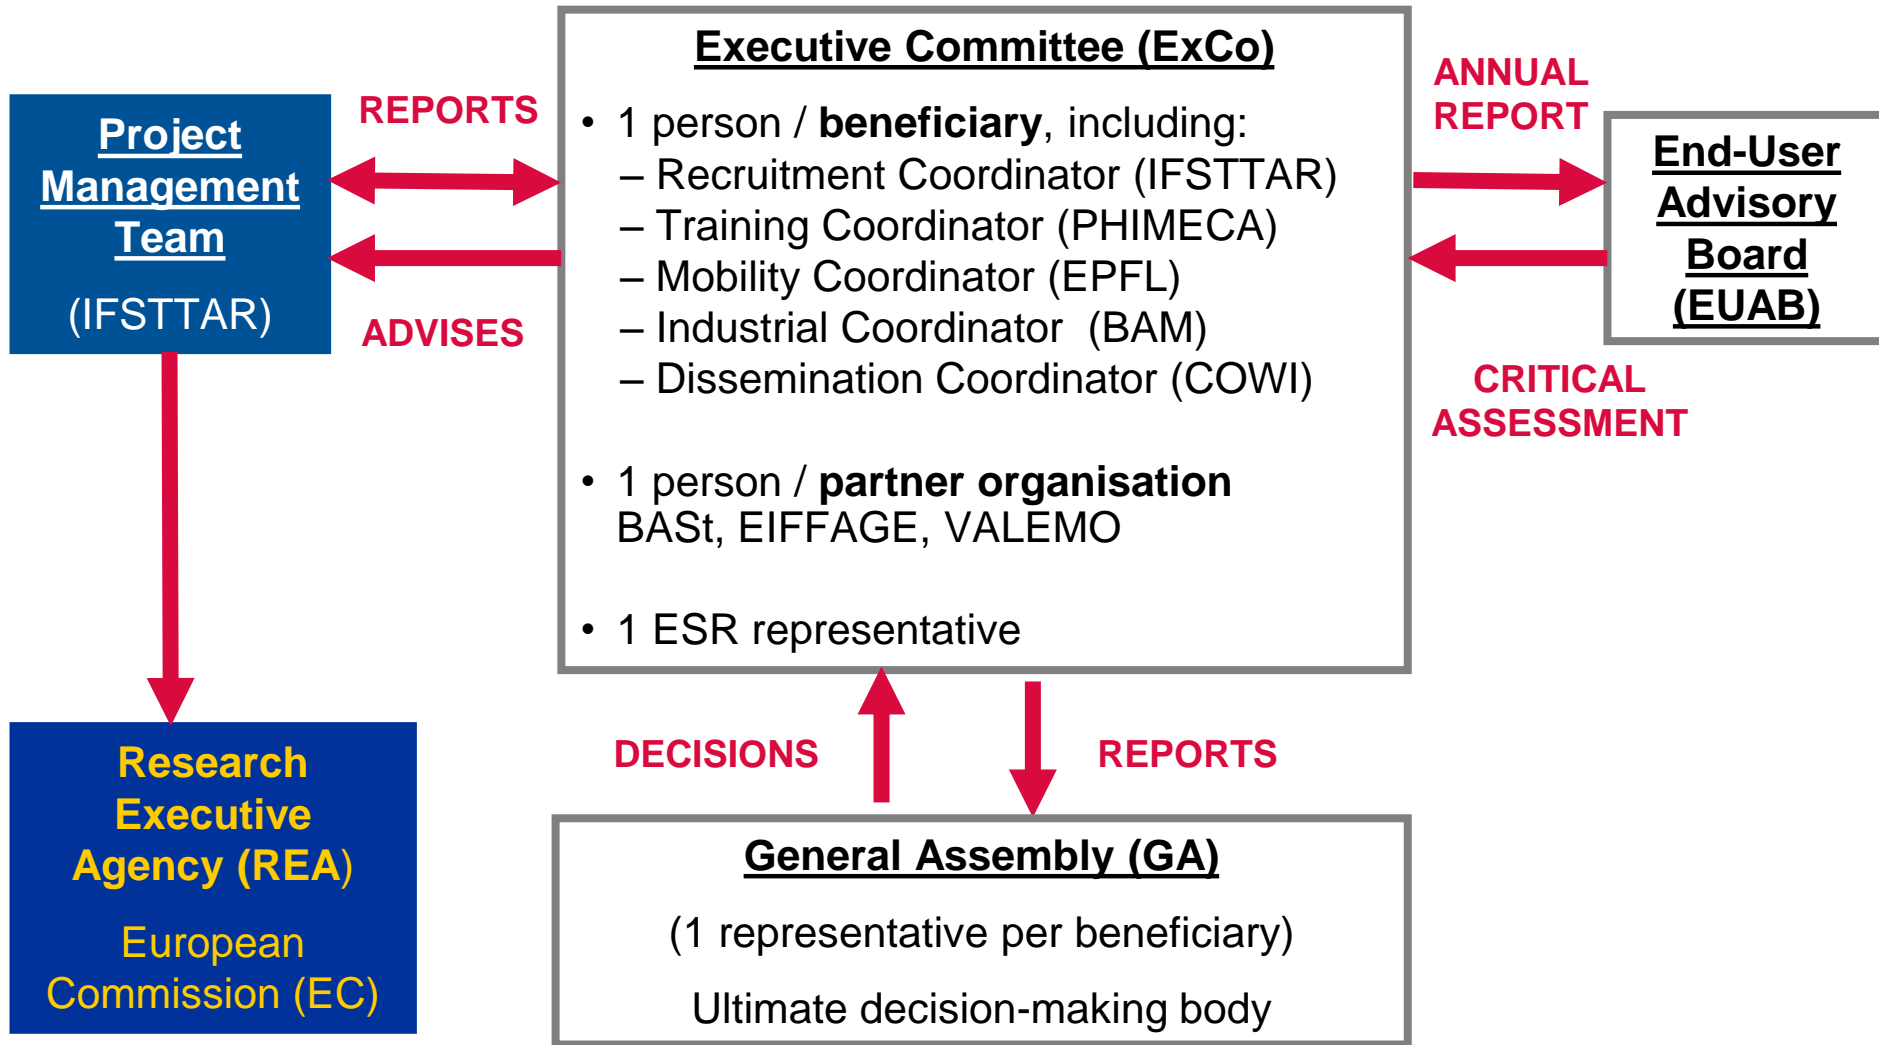 Project
Management
Team
(IFSTTAR)
REPORTS
ADVISES
Executive Committee (ExCo)
• 1 person / beneficiary, including:
– Recruitment Coordinator (IFSTTAR)
– Training Coordinator (PHIMECA)
– Mobility Coordinator (EPFL)
– Industrial Coordinator  (BAM)
– Dissemination Coordinator (COWI)
• 1 person / partner organisation
BASt, EIFFAGE, VALEMO
• 1 ESR representative
ANNUAL
REPORT
End-User
Advisory
Board
(EUAB)
CRITICAL
ASSESSMENT
DECISIONS
REPORTS
Research
Executive
Agency (REA)
European
Commission (EC)
General Assembly (GA)
(1 representative per beneficiary)
Ultimate decision-making body